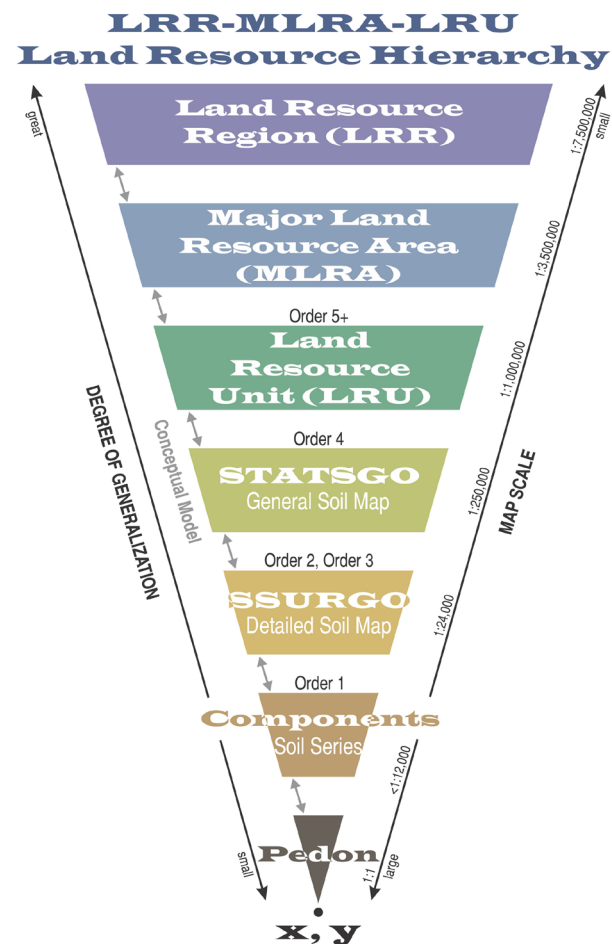 LRR-MLRA-LRU
Land Resource Hierarchy
great
small
1:7,500,000
Land Resource
Region (LRR)
Major Land
Resource Area
(MLRA)
1:3,500,000
Order 5+
Land
Resource
Unit (LRU)
1:1,000,000
DEGREE OF GENERALIZATION
Conceptual Model
Order 4
STATSGO
General Soil Map
1:250,000
MAP SCALE
Order 2, Order 3
SSURGO
Detailed Soil Map
1:24,000
Order 1
Components
Soil Series
<1:12,000
Pedon
small
1:1
large
x, y